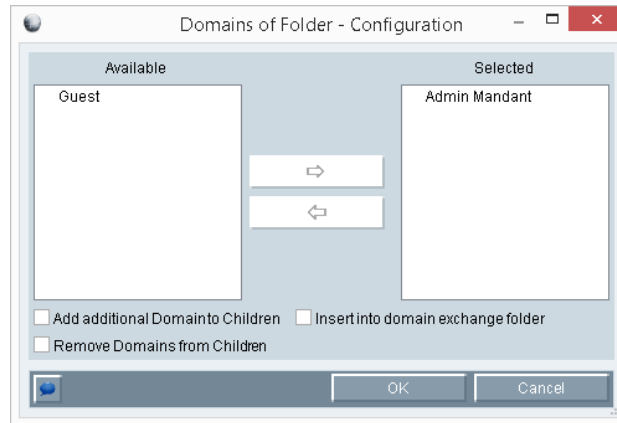 Domains of Folder - Configuration
Available
Selected
Guest
Admin Mandant
Add additional Domainto Children
Insert into domain exchange folder
Remove Domains from Children
OK
Cancel